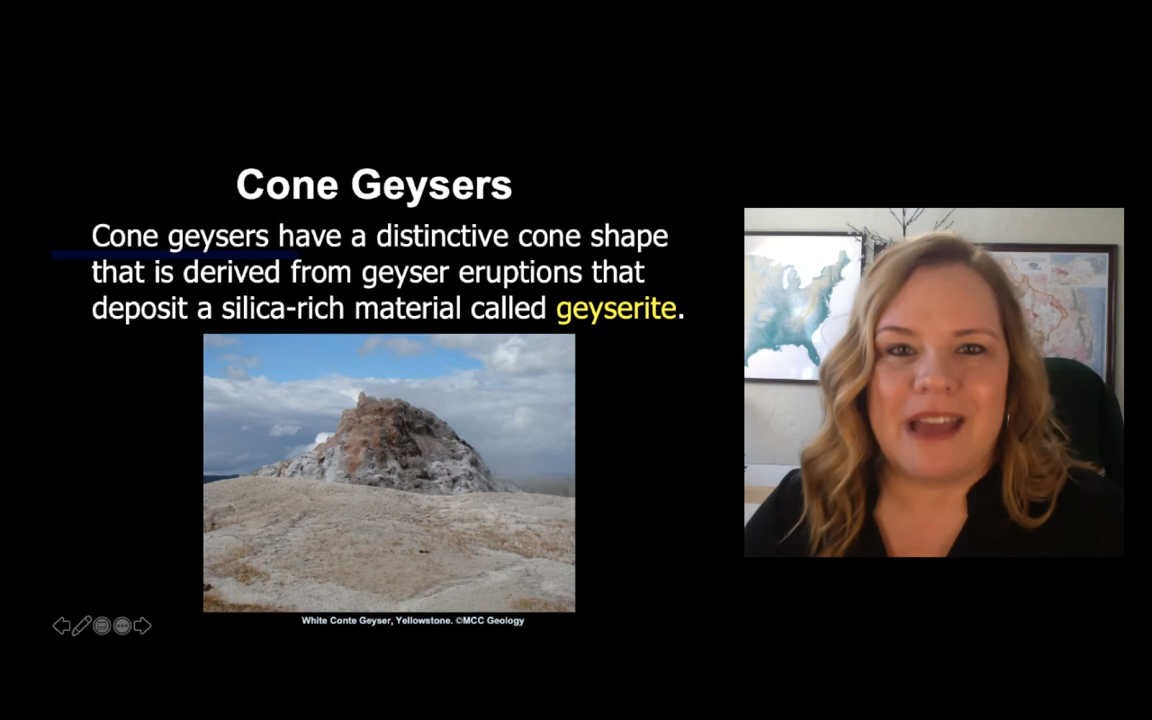 Cone Geysers
Cone geysers have a distinctive cone shape
that is derived from geyser eruptions that
deposit a silica-rich material called geyserite.
White Conte Geyser, Yellowstone. ©MCC Geology